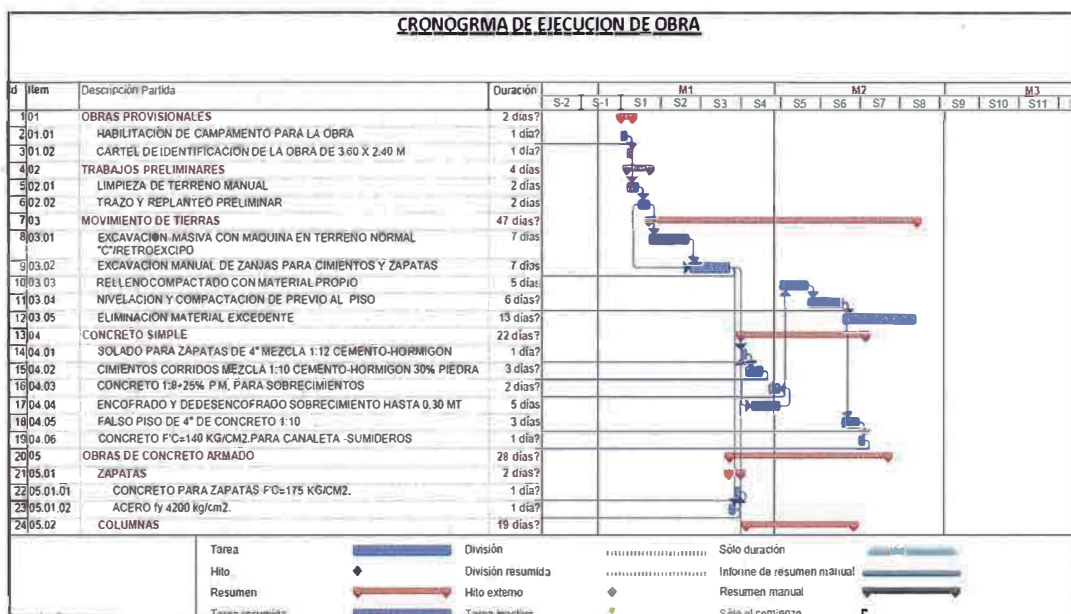 CRONOGRMA DE EJECUCION DE OBRA
Id Item Descripción Partida Duración M1 M2 M3
S-2 S-1 S1 S2 S3 S4 S5 S6 S7 S8 S9 S10 S11
1 01 OBRAS PROVISIONALES 2 días?
2 01.01 HABILITACIÓN DE CAMPAMENTO PARA LA OBRA 1 día?
3 01.02 CARTEL DE IDENTIFICACION DE LA OBRA DE 3.60 X 2.40 M 1 día?
4 02 TRABAJOS PRELIMINARES 4 días
5 02.01 LIMPIEZA DE TERRENO MANUAL 2 días
6 02.02 TRAZO Y REPLANTEO PRELIMINAR 2 días
7 03 MOVIMIENTO DE TIERRAS 47 días?
8 03.01 EXCAVACIÓN MASIVA CON MAQUINA EN TERRENO NORMAL 7 días
"C"/RETROEXCIPO
9 03.02 EXCAVACION MANUAL DE ZANJAS PARA CIMIENTOS Y ZAPATAS 7 días
10 03.03 RELLENO COMPACTADO CON MATERIAL PROPIO 5 días
11 03.04 NIVELACION Y COMPACTACION DE PREVIO AL PISO 6 días?
12 03.05 ELIMINACIÓN MATERIAL EXCEDENTE 13 días?
13 04 CONCRETO SIMPLE 22 días?
14 04.01 SOLADO PARA ZAPATAS DE 4" MEZCLA 1:12 CEMENTO-HORMIGON 1 día?
15 04.02 CIMIENTOS CORRIDOS MEZCLA 1:10 CEMENTO-HORMIGON 30% PIEDRA 3 días?
16 04.03 CONCRETO 1:8+25% P.M. PARA SOBRECIMIENTOS 2 días?
17 04.04 ENCOFRADO Y DEDESENCOFRADO SOBRECIMIENTO HASTA 0.30 MT 5 días
18 04.05 FALSO PISO DE 4" DE CONCRETO 1:10 3 días
19 04.06 CONCRETO F'C=140 KG/CM2.PARA CANALETA -SUMIDEROS 1 día?
20 05 OBRAS DE CONCRETO ARMADO 28 días?
21 05.01 ZAPATAS 2 días?
22 05.01.01 CONCRETO PARA ZAPATAS F'C=175 KG/CM2. 1 día?
23 05.01.02 ACERO fy 4200 kg/cm2. 1 día?
24 05.02 COLUMNAS 19 días?
Tarea División Sólo duración
Hito División resumida Informe de resumen manual
Resumen Hito externo Resumen manual
Tarea resumida Tarea inactiva Sólo el comienzo